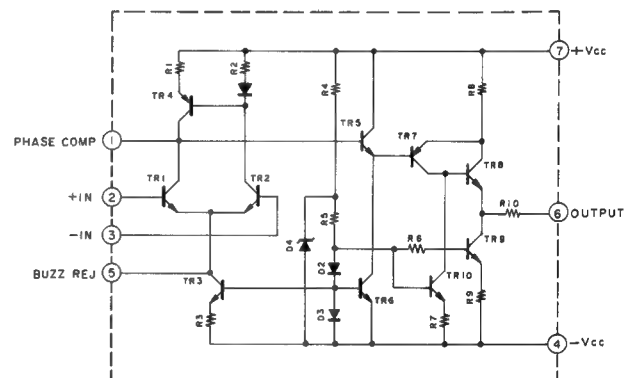 7 +Vcc
R1
R2
R4
R8
TR4
TR5
TR7
PHASE COMP 1
TR8
TR1
TR2
+IN 2
R10
6 OUTPUT
-IN 3
D4
R5
R6
TR9
BUZZ REJ 5
TR3
D2
TR6
TR10
R3
D3
R7
R9
4 -Vcc